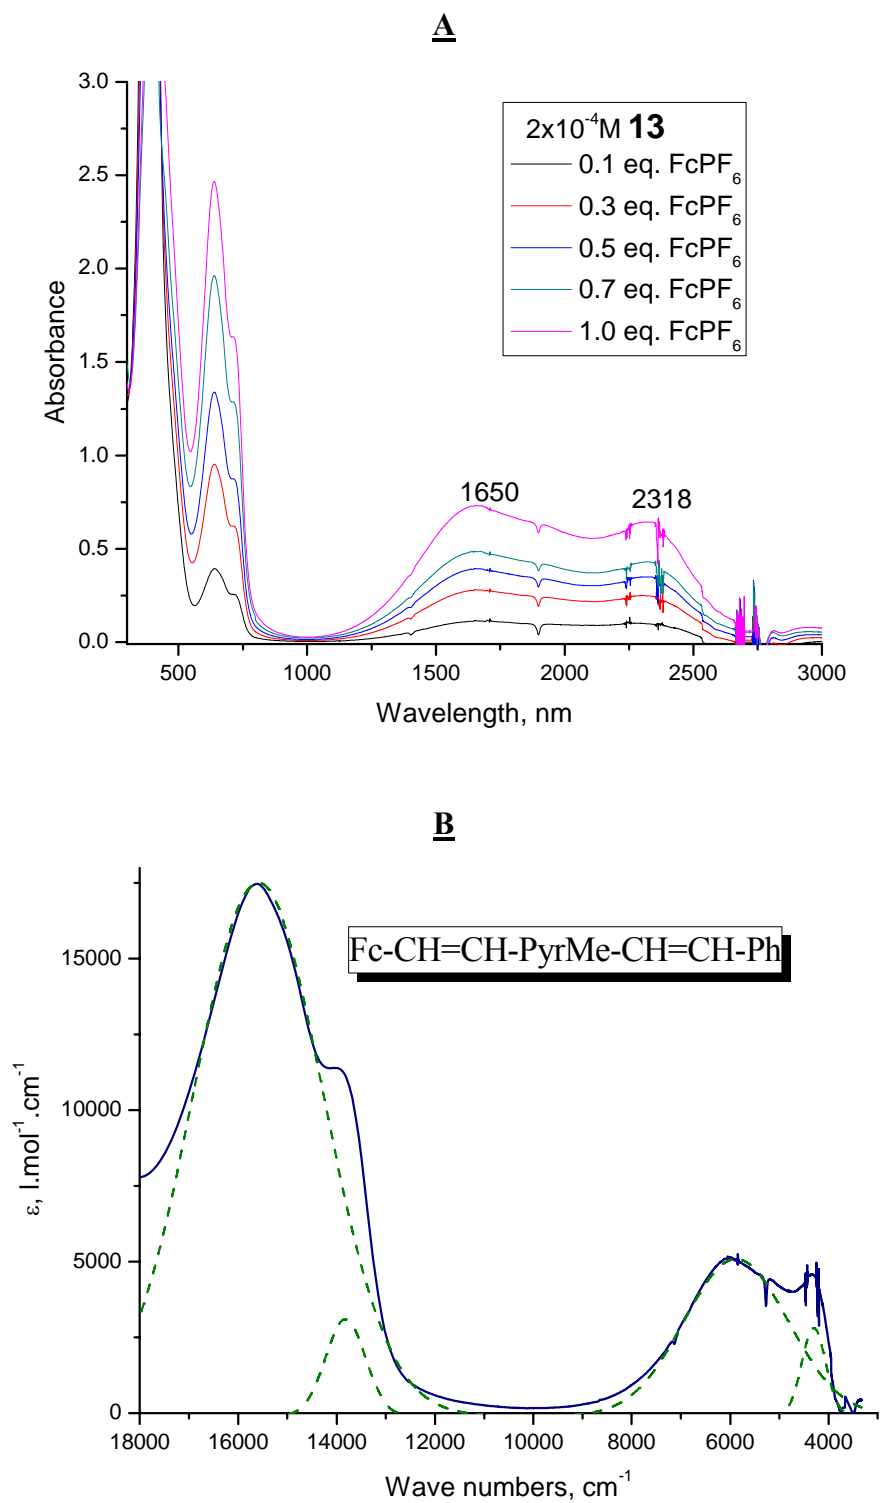 A
3.0
2.5
2.0
1.5
1.0
0.5
0.0
Absorbance
2x10⁻⁴M 13
0.1 eq. FcPF₆
0.3 eq. FcPF₆
0.5 eq. FcPF₆
0.7 eq. FcPF₆
1.0 eq. FcPF₆
1650
2318
500 1000 1500 2000 2500 3000
Wavelength, nm
B
Fc-CH=CH-PyrMe-CH=CH-Ph
15000
10000
5000
0
ε, l.mol⁻¹.cm⁻¹
18000 16000 14000 12000 10000 8000 6000 4000
Wave numbers, cm⁻¹